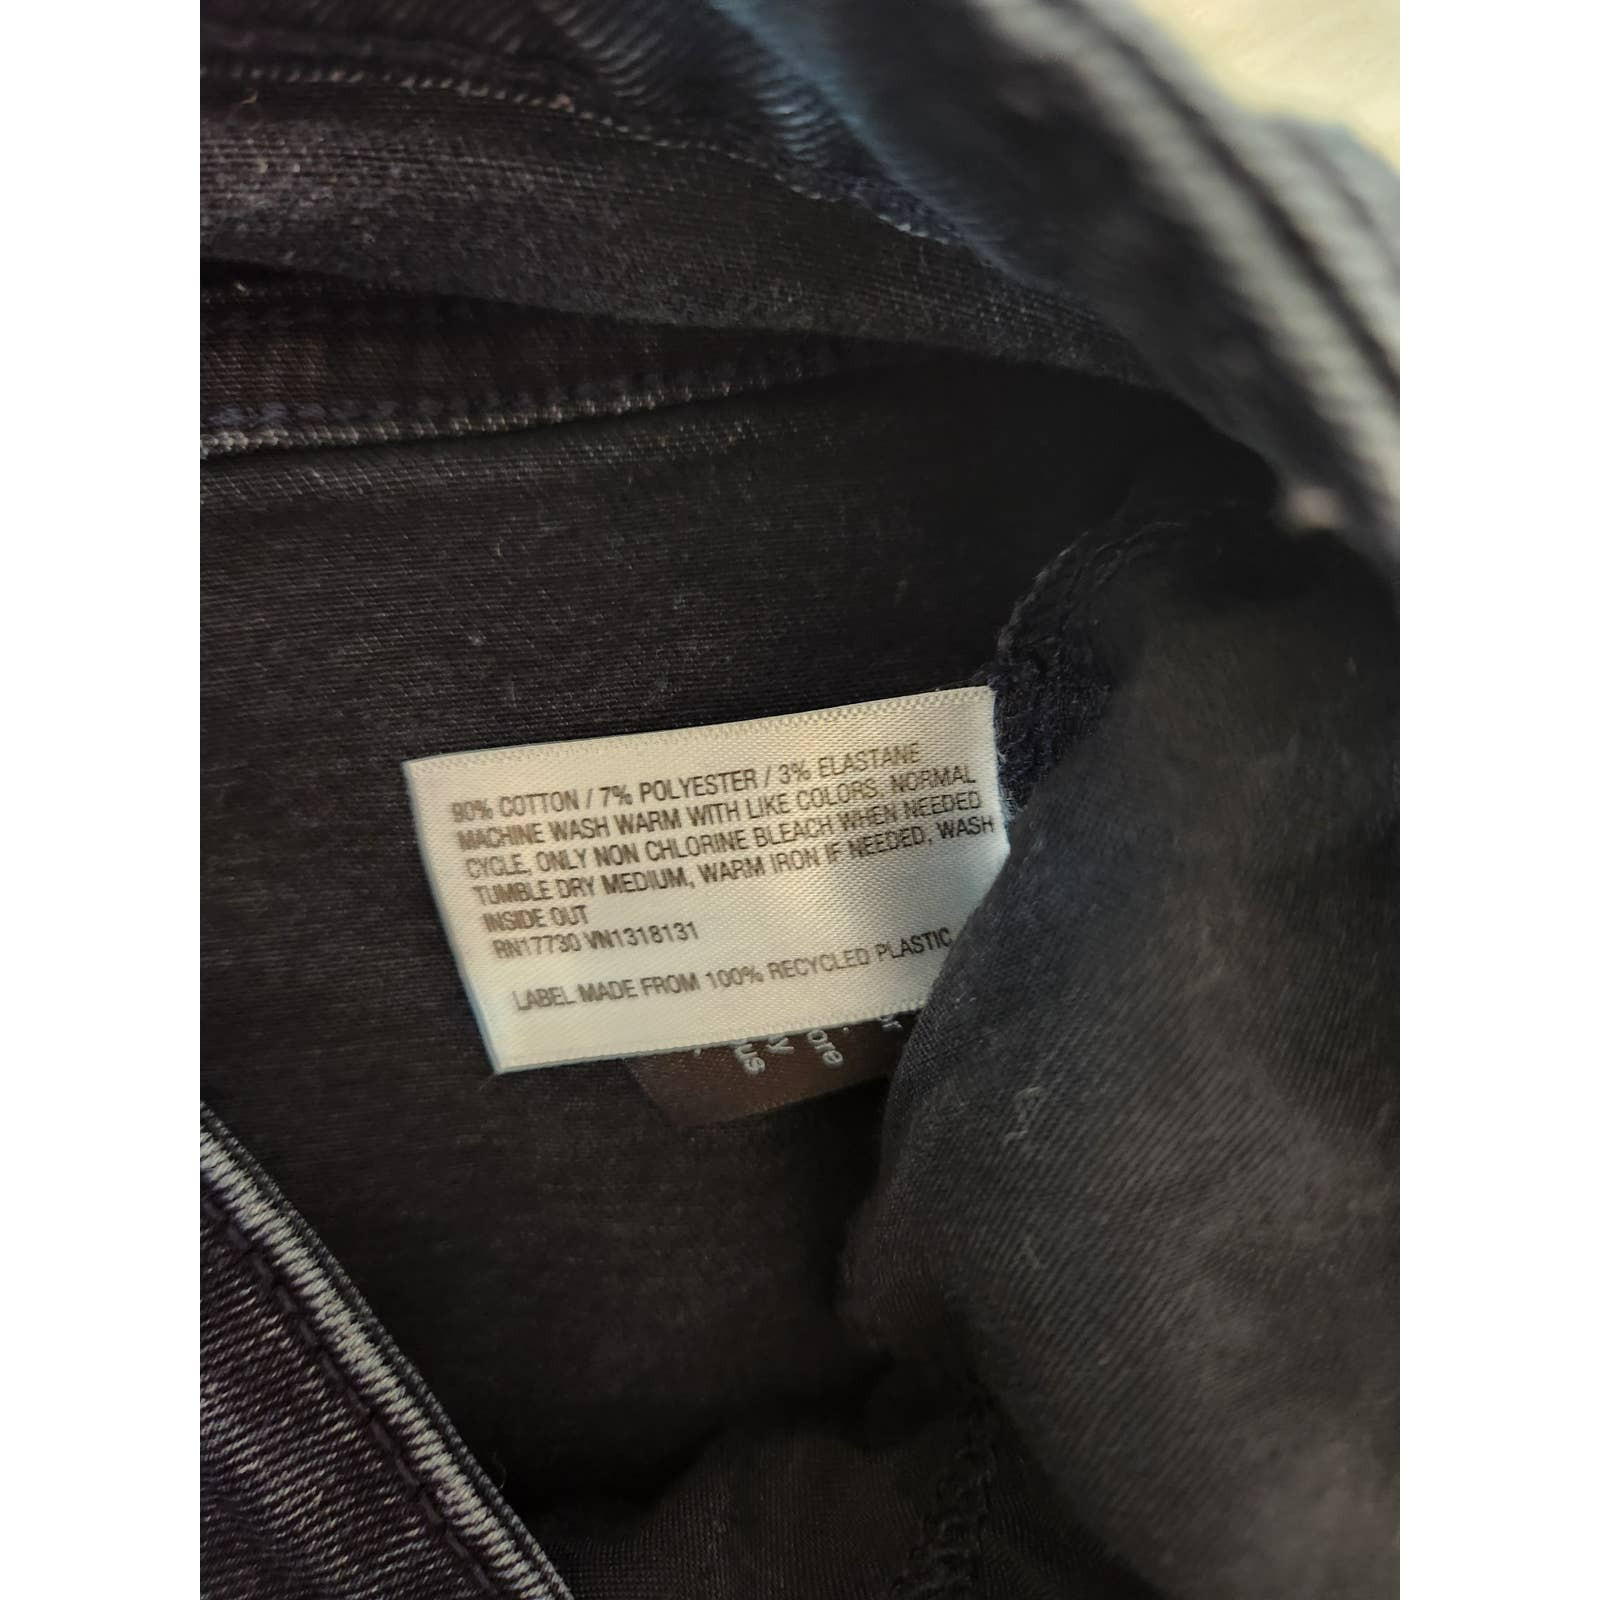 90% COTTON / 7% POLYESTER / 3% ELASTANE
MACHINE WASH WARM WITH LIKE COLORS, NORMAL
CYCLE, ONLY NON CHLORINE BLEACH WHEN NEEDED
TUMBLE DRY MEDIUM, WARM IRON IF NEEDED, WASH
INSIDE OUT
RN17730 VN1318131
LABEL MADE FROM 100% RECYCLED PLASTIC
ore
us